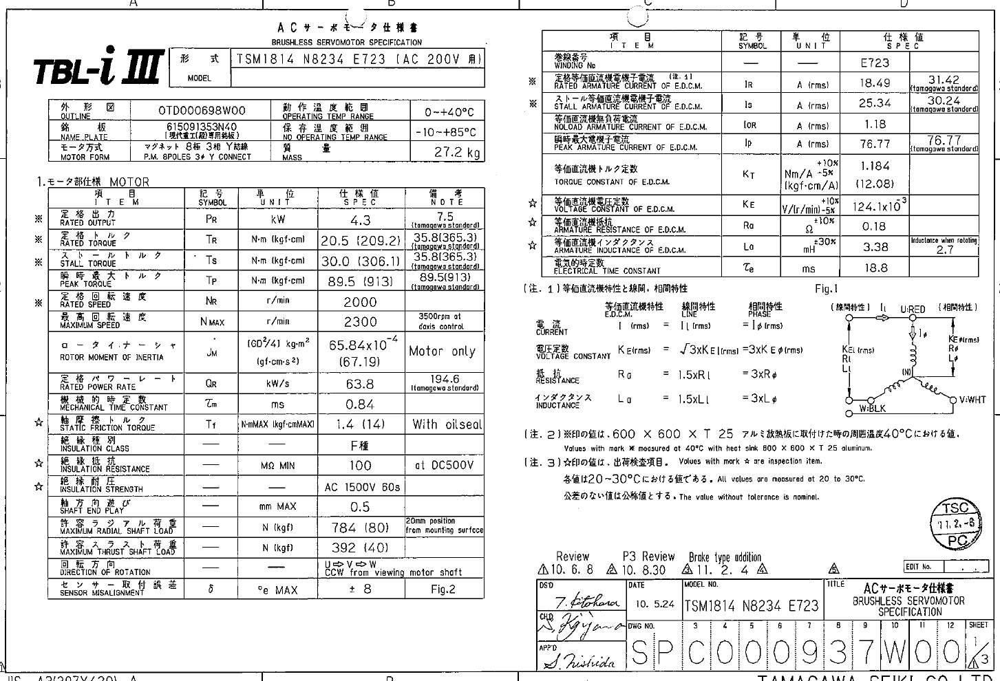 A B C D
ACサーボモータ仕様書
BRUSHLESS SERVOMOTOR SPECIFICATION
TBL-i III
形式 TSM1814 N8234 E723 (AC 200V 用)
MODEL
外形図 OTD000698W00 動作温度範囲 0~+40°C
OUTLINE OPERATING TEMP RANGE
銘板 615091353N40 保存温度範囲 -10~+85°C
NAME PLATE (現代重工(殿)専用銘板) NO OPERATING TEMP RANGE
モータ方式 マグネット 8極 3相 Y結線 質量 27.2 kg
MOTOR FORM P.M. 8POLES 3φ Y CONNECT MASS
1.モータ部仕様 MOTOR
項目 記号 単位 仕様値 備考
ITEM SYMBOL UNIT SPEC NOTE
※ 定格出力 PR kW 4.3 7.5
RATED OUTPUT (tamagawa standard)
※ 定格トルク TR N·m (kgf·cm) 20.5 (209.2) 35.8(365.3)
RATED TORQUE (tamagawa standard)
※ ストールトルク TS N·m (kgf·cm) 30.0 (306.1) 35.8(365.3)
STALL TORQUE (tamagawa standard)
瞬時最大トルク TP N·m (kgf·cm) 89.5 (913) 89.5(913)
PEAK TORQUE (tamagawa standard)
※ 定格回転速度 NR r/min 2000
RATED SPEED
最高回転速度 N MAX r/min 2300 3500rpm at
MAXIMUM SPEED daxis control
ロータイナーシャ JM (GD²/4) kg·m² 65.84x10⁻⁴ Motor only
ROTOR MOMENT OF INERTIA (gf·cm·s²) (67.19)
定格パワーレート QR kW/s 63.8 194.6
RATED POWER RATE (tamagawa standard)
機械的時定数 τm ms 0.84
MECHANICAL TIME CONSTANT
☆ 軸摩擦トルク Tf N·mMAX (kgf·cmMAX) 1.4 (14) With oilseal
STATIC FRICTION TORQUE
絶縁種別 — — F種
INSULATION CLASS
☆ 絶縁抵抗 — MΩ MIN 100 at DC500V
INSULATION RESISTANCE
☆ 絶縁耐圧 — — AC 1500V 60s
INSULATION STRENGTH
軸方向遊び — mm MAX 0.5
SHAFT END PLAY
許容ラジアル荷重 — N (kgf) 784 (80) 20mm position
MAXIMUM RADIAL SHAFT LOAD from mounting surface
許容スラスト荷重 — N (kgf) 392 (40)
MAXIMUM THRUST SHAFT LOAD
回転方向 — — U⇨V⇨W
DIRECTION OF ROTATION CCW from viewing motor shaft
センサー取付誤差 δ °e MAX ± 8 Fig.2
SENSOR MISALIGNMENT
項目 記号 単位 仕様値
ITEM SYMBOL UNIT SPEC
巻線番号 — — E723
WINDING No
※ 定格等価直流機電機子電流 (注.1) IR A (rms) 18.49 31.42
RATED ARMATURE CURRENT OF E.D.C.M. (tamagawa standard)
※ ストール等価直流機電機子電流 IS A (rms) 25.34 30.24
STALL ARMATURE CURRENT OF E.D.C.M. (tamagawa standard)
等価直流機無負荷電流 IOR A (rms) 1.18
NOLOAD ARMATURE CURRENT OF E.D.C.M.
瞬時最大電機子電流 IP A (rms) 76.77 76.77
PEAK ARMATURE CURRENT OF E.D.C.M. (tamagawa standard)
等価直流機トルク定数 KT Nm/A +10% -5% 1.184
TORQUE CONSTANT OF E.D.C.M. (kgf·cm/A) (12.08)
☆ 等価直流機電圧定数 KE V/(r/min) +10% -5% 124.1x10⁻³
VOLTAGE CONSTANT OF E.D.C.M.
☆ 等価直流機抵抗 Ra Ω ±10% 0.18
ARMATURE RESISTANCE OF E.D.C.M.
☆ 等価直流機インダクタンス La mH ±30% 3.38 Inductance when rotating
ARMATURE INDUCTANCE OF E.D.C.M. 2.7
電気的時定数 τe ms 18.8
ELECTRICAL TIME CONSTANT
(注.1)等価直流機特性と線間,相間特性 Fig.1
等価直流機特性 線間特性 相間特性
E.D.C.M. LINE PHASE
電流 I (rms) = Il (rms) = Iφ (rms)
CURRENT
電圧定数 KE(rms) = √3xKEl(rms) =3xKEφ(rms)
VOLTAGE CONSTANT
抵抗 Ra = 1.5xRl =3xRφ
RESISTANCE
インダクタンス La = 1.5xLl =3xLφ
INDUCTANCE
(線間特性) Il U:RED (相間特性)
Iφ
KEl(rms) KEφ(rms)
Rl Rφ
Ll Lφ
(N)
W:BLK V:WHT
(注.2)※印の値は,600 × 600 × T 25 アルミ放熱板に取付けた時の周囲温度40°Cにおける値.
Values with mark ※ measured at 40°C with heat sink 600 × 600 × T 25 aluminum.
(注.3)☆印の値は,出荷検査項目. Values with mark ☆ are inspection item.
各値は20~30°Cにおける値である. All values are measured at 20 to 30°C.
公差のない値は公称値とする. The value without tolerance is nominal.
TSC
11.2.-8
PC
Review P3 Review Brake type addition
1 10. 6. 8 2 10. 8.30 3 11. 2. 4 4 5
EDIT No. . .
DS'D T. Kitahara DATE 10. 5.24 MODEL NO. TSM1814 N8234 E723 TITLE ACサーボモータ仕様書
BRUSHLESS SERVOMOTOR
SPECIFICATION
CHD
APP'D S. Nishida
DWG NO. 3 4 5 6 7 8 9 10 11 12 SHEET
SPC000937W00 1/3
TAMAGAWA SEIKI CO LTD